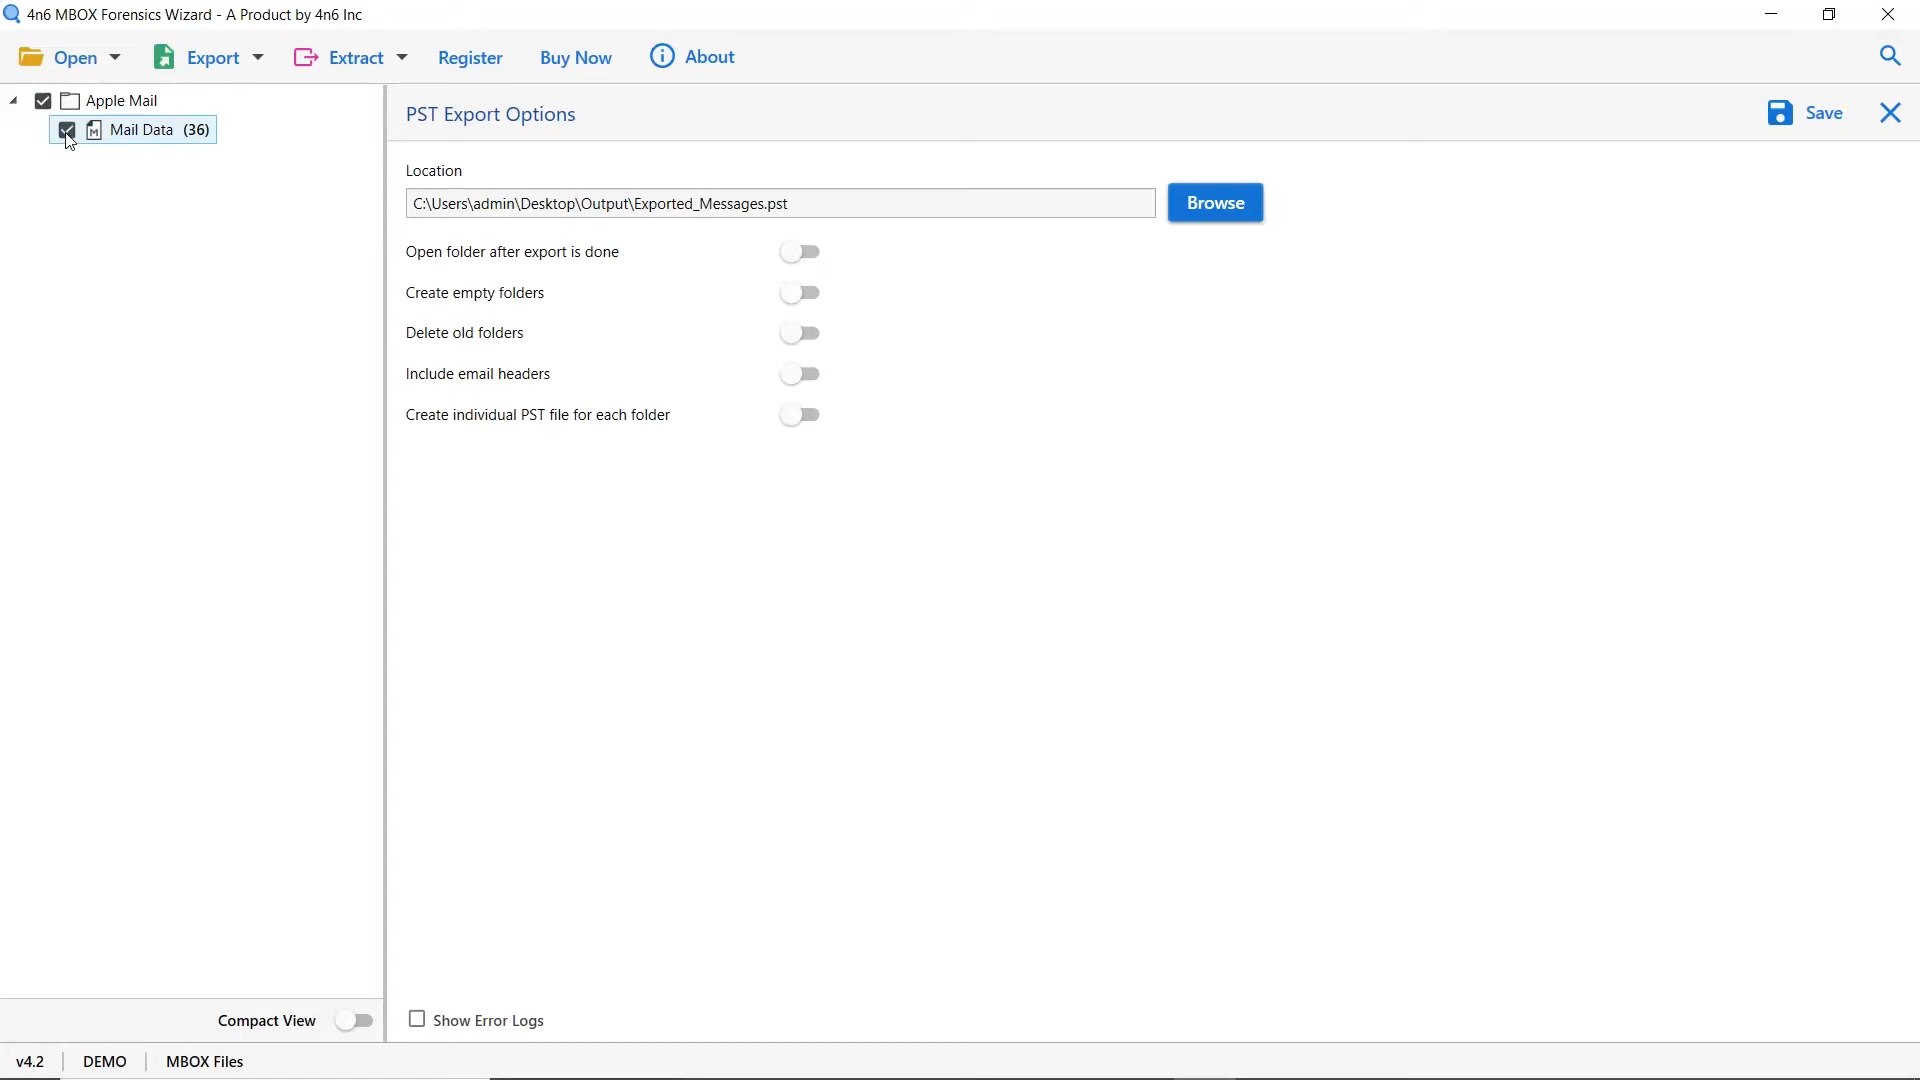 4n6 MBOX Forensics Wizard - A Product by 4n6 Inc
Open Export Extract Register Buy Now About
Apple Mail
Mail Data (36)
PST Export Options
Save
Location
C:\Users\admin\Desktop\Output\Exported_Messages.pst
Browse
Open folder after export is done
Create empty folders
Delete old folders
Include email headers
Create individual PST file for each folder
Compact View
Show Error Logs
v4.2 DEMO MBOX Files